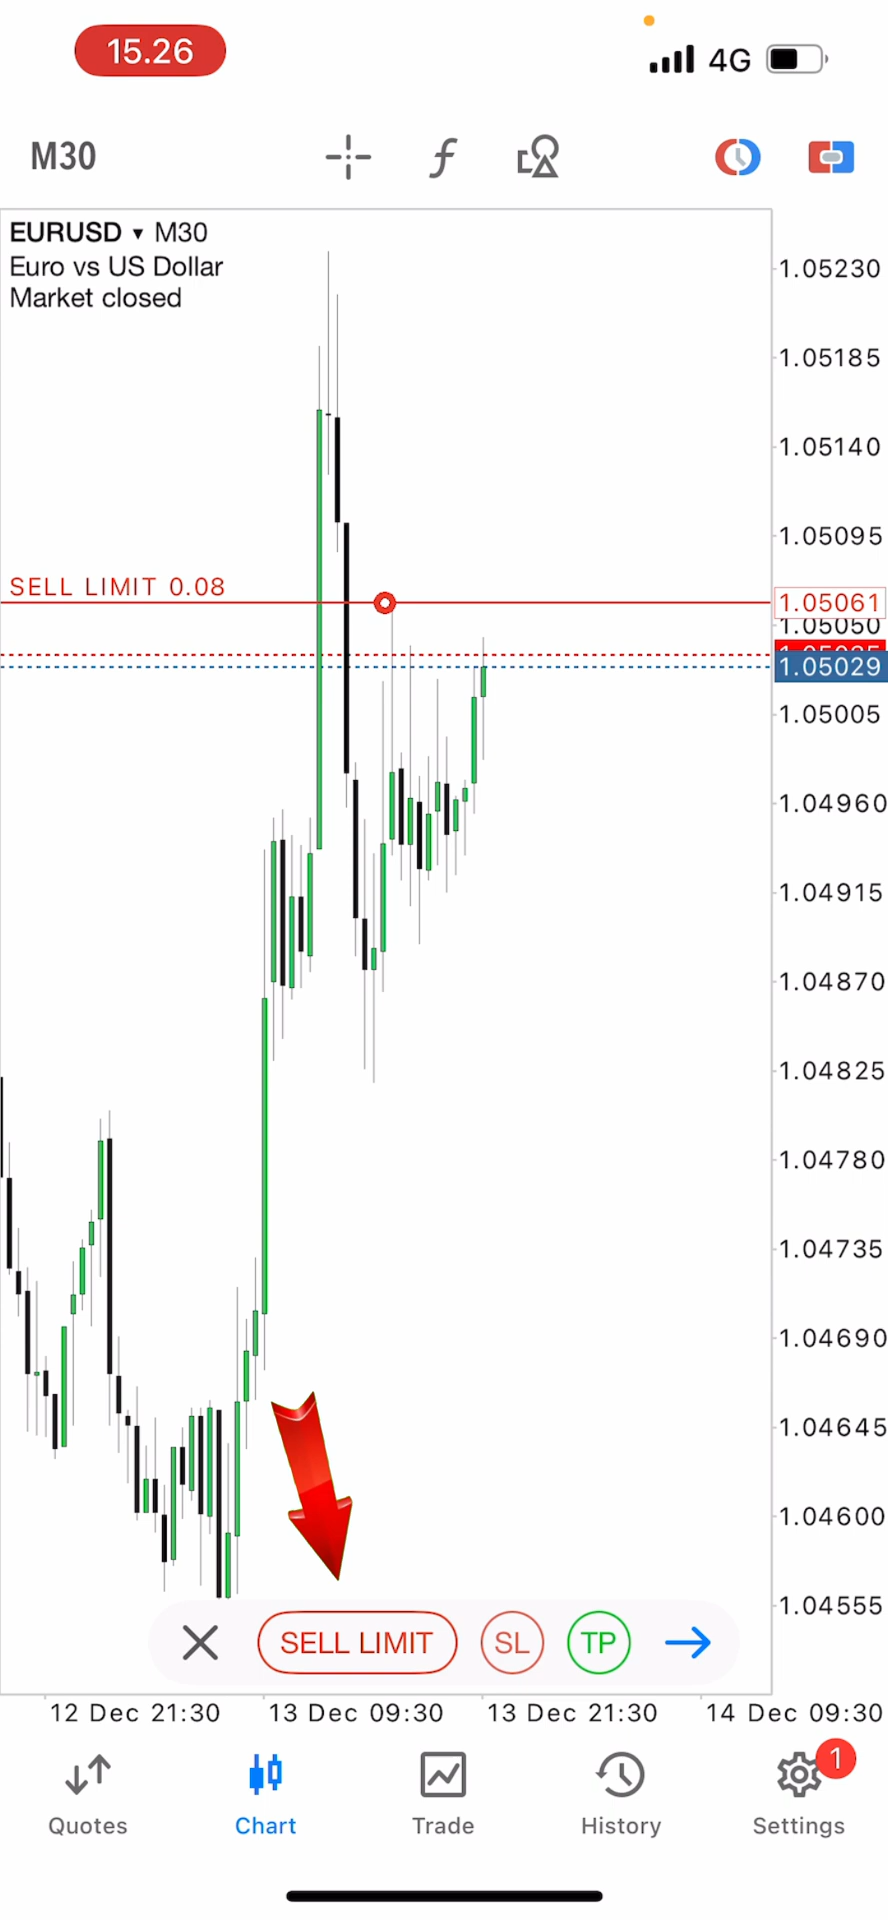 15.26
4G
M30
EURUSD ▾ M30
Euro vs US Dollar
Market closed
1.05230
1.05185
1.05140
1.05095
SELL LIMIT 0.08
1.05061
1.05050
1.05029
1.05005
1.04960
1.04915
1.04870
1.04825
1.04780
1.04735
1.04690
1.04645
1.04600
1.04555
SELL LIMIT SL TP
12 Dec 21:30 13 Dec 09:30 13 Dec 21:30 14 Dec 09:30
1
Quotes Chart Trade History Settings